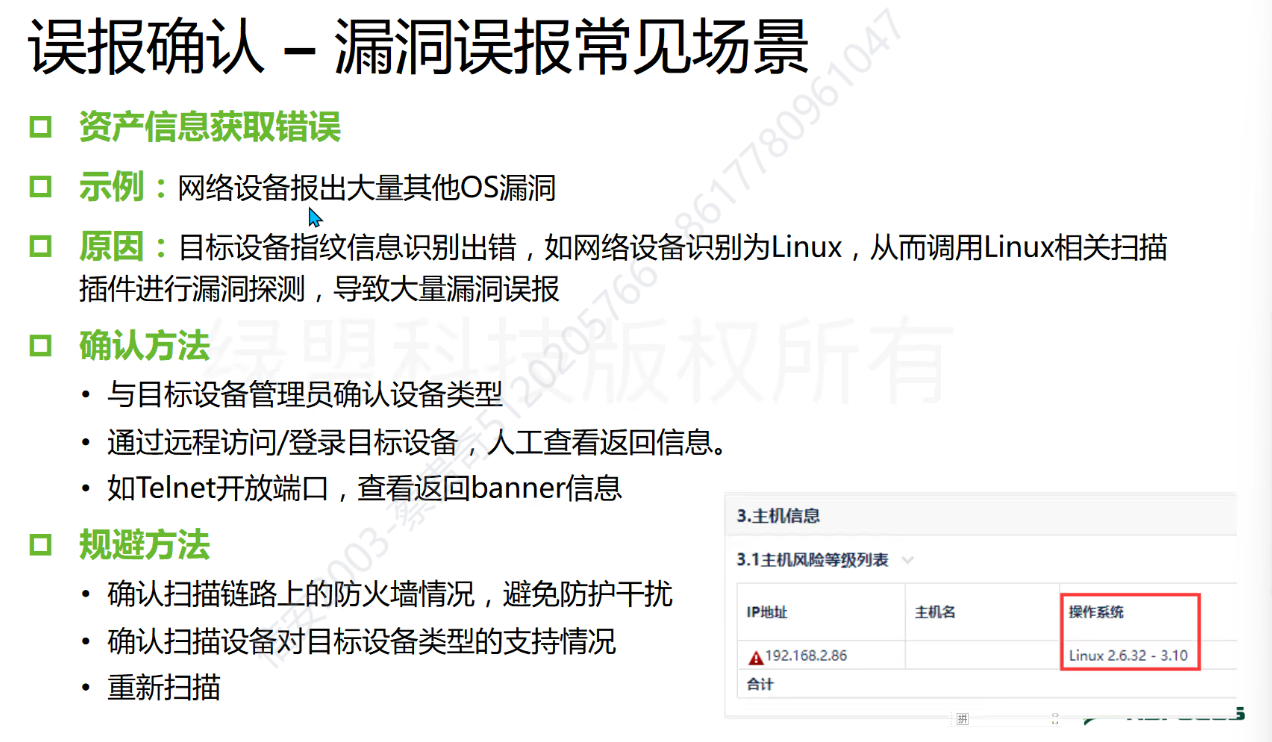 误报确认 – 漏洞误报常见场景
资产信息获取错误
示例：网络设备报出大量其他OS漏洞
原因：目标设备指纹信息识别出错，如网络设备识别为Linux，从而调用Linux相关扫描
插件进行漏洞探测，导致大量漏洞误报
绿盟科技版权所有
确认方法
• 与目标设备管理员确认设备类型
• 通过远程访问/登录目标设备，人工查看返回信息。
• 如Telnet开放端口，查看返回banner信息
规避方法
• 确认扫描链路上的防火墙情况，避免防护干扰
• 确认扫描设备对目标设备类型的支持情况
• 重新扫描
3.主机信息
3.1主机风险等级列表
IP地址 主机名 操作系统
192.168.2.86 Linux 2.6.32 - 3.10
合计
拼